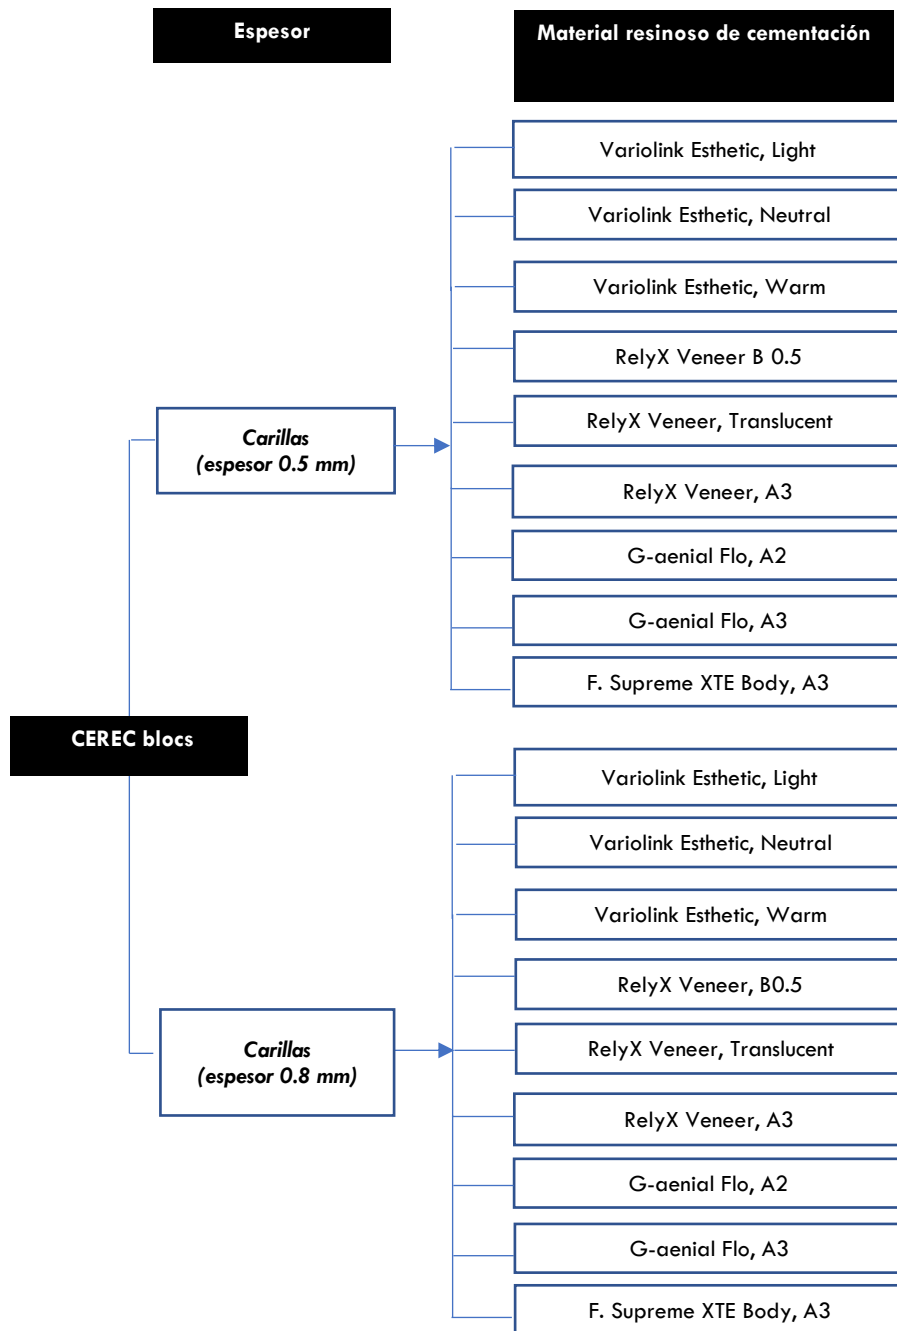 Espesor
Material resinoso de cementación
Variolink Esthetic, Light
Variolink Esthetic, Neutral
Variolink Esthetic, Warm
RelyX Veneer B 0.5
RelyX Veneer, Translucent
Carillas
(espesor 0.5 mm)
RelyX Veneer, A3
G-aenial Flo, A2
G-aenial Flo, A3
F. Supreme XTE Body, A3
CEREC blocs
Variolink Esthetic, Light
Variolink Esthetic, Neutral
Variolink Esthetic, Warm
RelyX Veneer, B0.5
RelyX Veneer, Translucent
Carillas
(espesor 0.8 mm)
RelyX Veneer, A3
G-aenial Flo, A2
G-aenial Flo, A3
F. Supreme XTE Body, A3